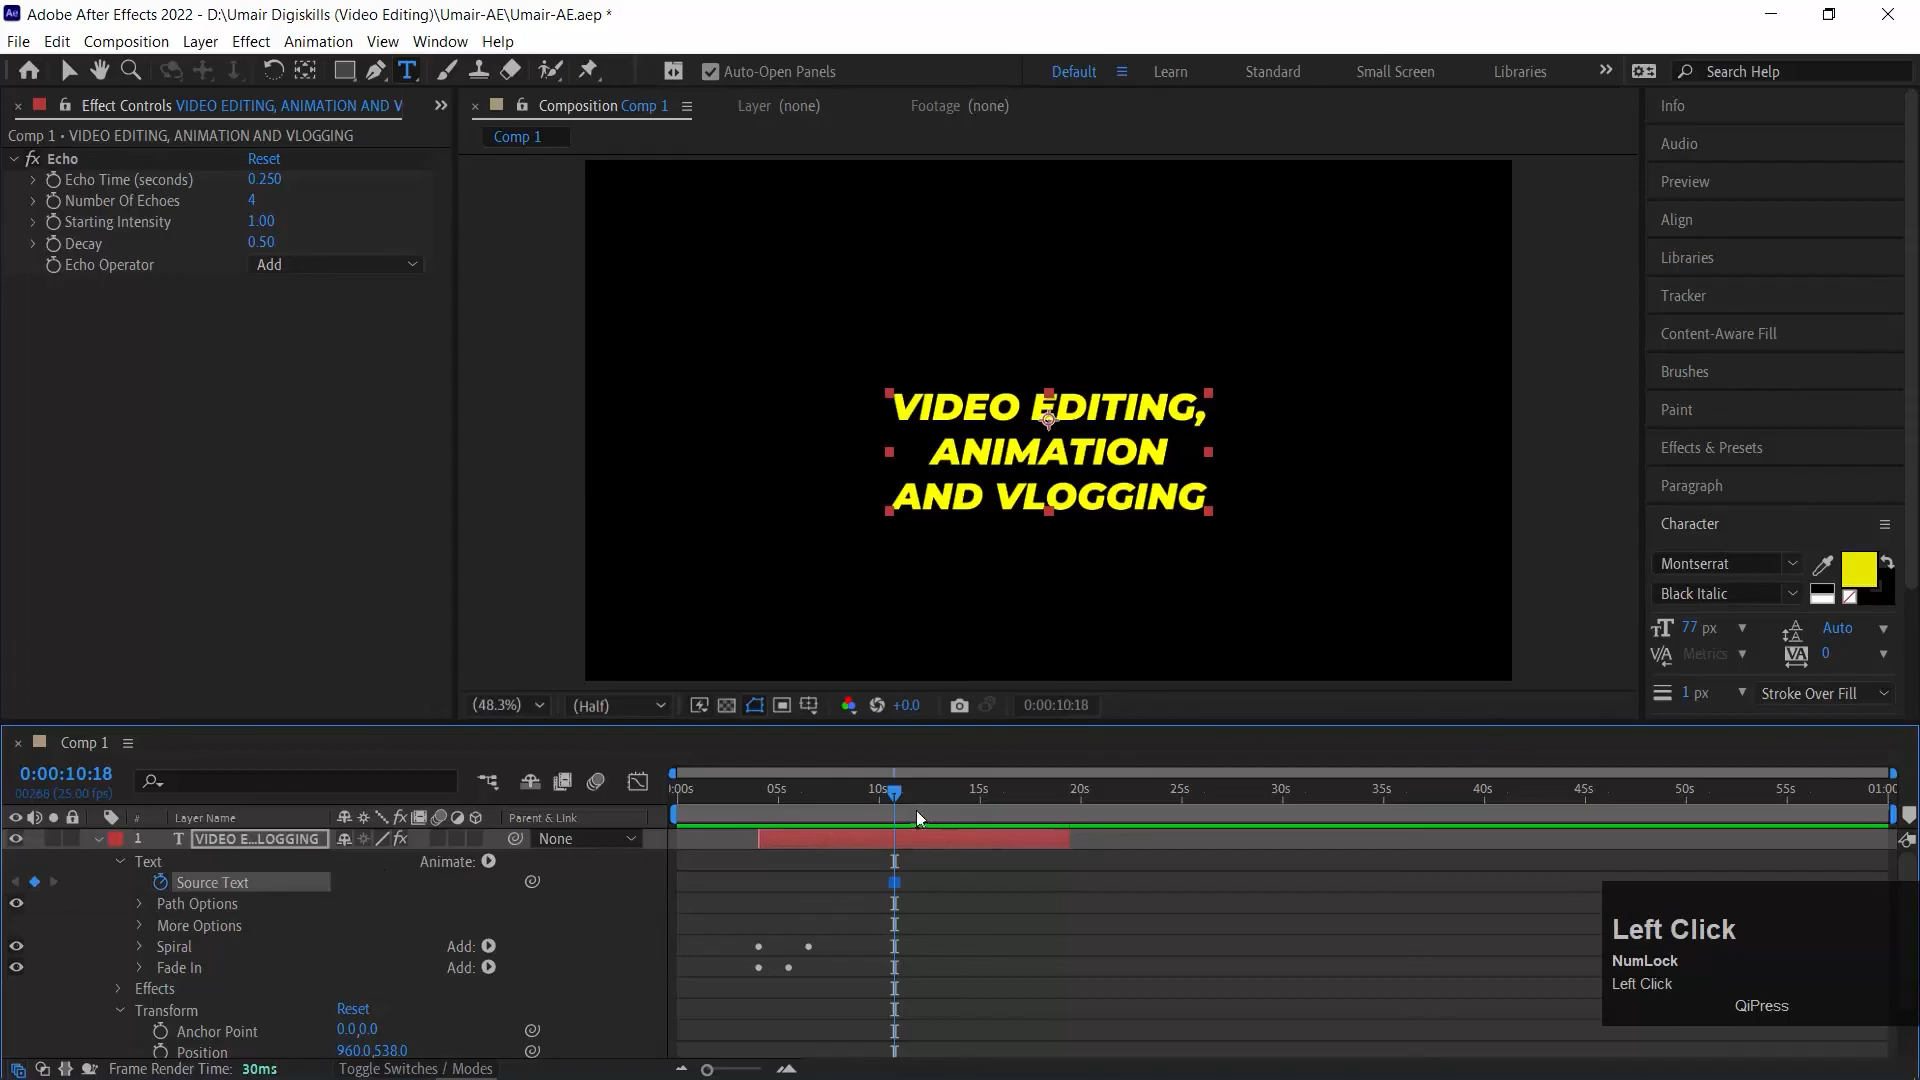 Adobe After Effects 2022 - D:\Umair Digiskills (Video Editing)\Umair-AE\Umair-AE.aep *
File Edit Composition Layer Effect Animation View Window Help
Auto-Open Panels Default Learn Standard Small Screen Libraries Search Help
Effect Controls VIDEO EDITING, ANIMATION AND V
Comp 1 • VIDEO EDITING, ANIMATION AND VLOGGING
fx Echo Reset
Echo Time (seconds) 0.250
Number Of Echoes 4
Starting Intensity 1.00
Decay 0.50
Echo Operator Add
Composition Comp 1 Layer (none) Footage (none)
Comp 1
VIDEO EDITING,
ANIMATION
AND VLOGGING
(48.3%) (Half) +0.0 0:00:10:18
Info
Audio
Preview
Align
Libraries
Tracker
Content-Aware Fill
Brushes
Paint
Effects & Presets
Paragraph
Character
Montserrat
Black Italic
77 px Auto
Metrics 0
1 px Stroke Over Fill
Comp 1
0:00:10:18
00268 (25.00 fps)
:00s 05s 10s 15s 20s 25s 30s 35s 40s 45s 50s 55s 01:00
# Layer Name Parent & Link
1 T VIDEO E...LOGGING None
Text Animate:
Source Text
Path Options
More Options
Spiral Add:
Fade In Add:
Effects
Transform Reset
Anchor Point 0.0,0.0
Position 960.0,538.0
Frame Render Time: 30ms Toggle Switches / Modes
Left Click
NumLock
Left Click
QiPress